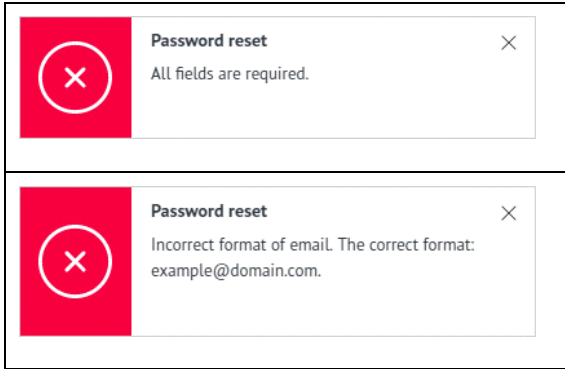 Password reset
All fields are required.
Password reset
Incorrect format of email. The correct format:
example@domain.com.